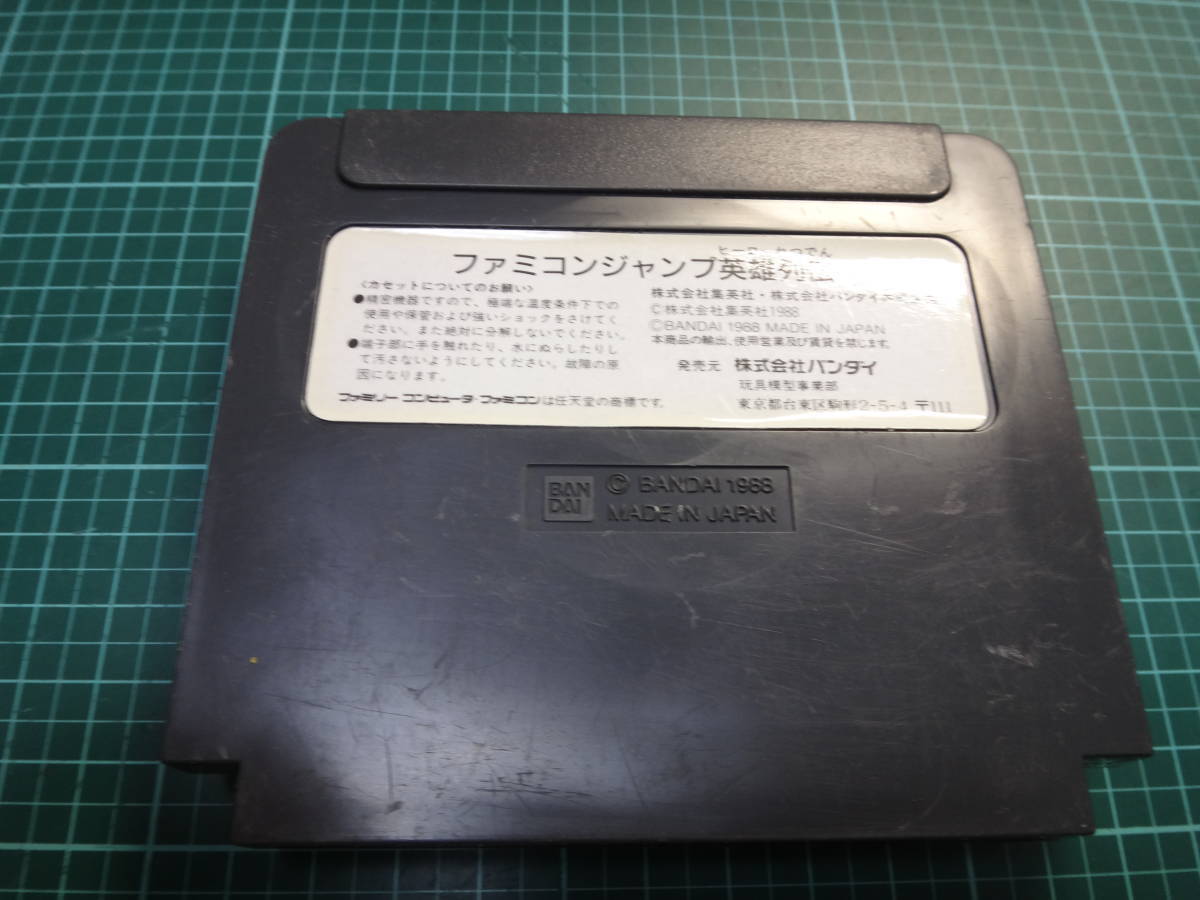 ファミコンジャンプ英雄列伝
〈カセットについてのお願い〉
●精密機器ですので、極端な温度条件下での
使用や保管および強いショックをさけてく
ださい。また絶対に分解しないでください。
●端子部に手を触れたり、水にぬらしたりし
て汚さないようにしてください。故障の原
因になります。
ファミリーコンピュータ・ファミコンは任天堂の商標です。
株式会社集英社・株式会社バンダイ
©株式会社集英社1988
©BANDAI 1988 MADE IN JAPAN
本商品の輸出、使用営業及び賃貸を禁じます。
発売元 株式会社バンダイ
玩具模型事業部
東京都台東区駒形2-5-4 〒111
BAN
DAI
© BANDAI 1988
MADE IN JAPAN